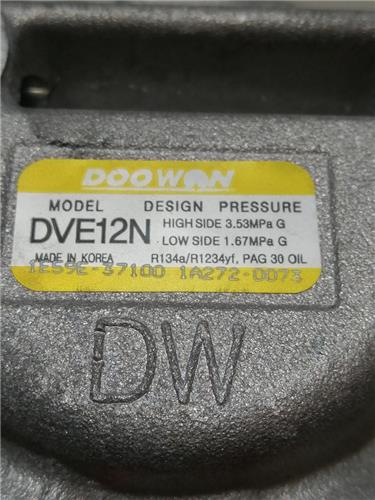 DOOWON
MODEL DESIGN PRESSURE
DVE12N HIGH SIDE 3.53MPa G
LOW SIDE 1.67MPa G
MADE IN KOREA R134a/R1234yf, PAG 30 OIL
1E59E-37100 1A272-0073
DW